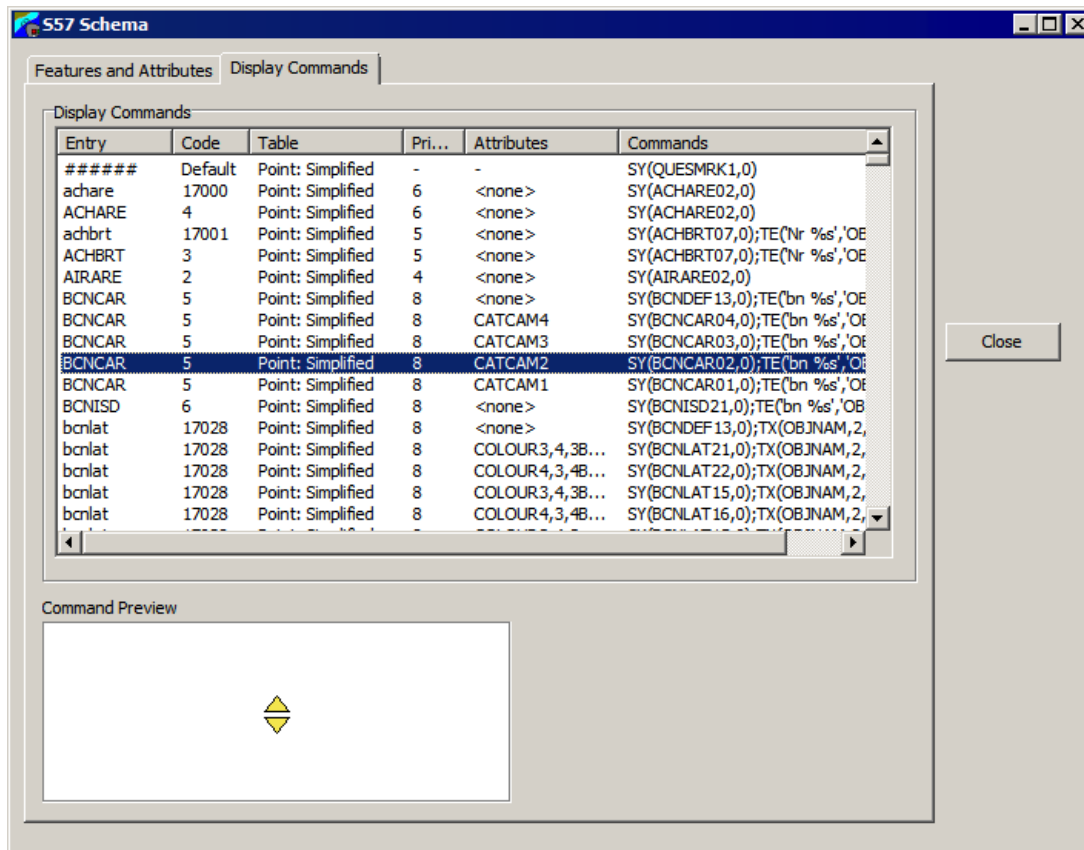 S57 Schema
Features and Attributes Display Commands
Display Commands
Entry Code Table Pri... Attributes Commands
###### Default Point: Simplified - - SY(QUESMRK1,0)
achare 17000 Point: Simplified 6 <none> SY(ACHARE02,0)
ACHARE 4 Point: Simplified 6 <none> SY(ACHARE02,0)
achbrt 17001 Point: Simplified 5 <none> SY(ACHBRT07,0);TE('Nr %s','OB
ACHBRT 3 Point: Simplified 5 <none> SY(ACHBRT07,0);TE('Nr %s','OB
AIRARE 2 Point: Simplified 4 <none> SY(AIRARE02,0)
BCNCAR 5 Point: Simplified 8 <none> SY(BCNDEF13,0);TE('bn %s','OB
BCNCAR 5 Point: Simplified 8 CATCAM4 SY(BCNCAR04,0);TE('bn %s','OB
BCNCAR 5 Point: Simplified 8 CATCAM3 SY(BCNCAR03,0);TE('bn %s','OB
BCNCAR 5 Point: Simplified 8 CATCAM2 SY(BCNCAR02,0);TE('bn %s','OB
BCNCAR 5 Point: Simplified 8 CATCAM1 SY(BCNCAR01,0);TE('bn %s','OB
BCNISD 6 Point: Simplified 8 <none> SY(BCNISD21,0);TE('bn %s','OB
bcnlat 17028 Point: Simplified 8 <none> SY(BCNDEF13,0);TX(OBJNAM,2,
bcnlat 17028 Point: Simplified 8 COLOUR3,4,3B... SY(BCNLAT21,0);TX(OBJNAM,2,
bcnlat 17028 Point: Simplified 8 COLOUR4,3,4B... SY(BCNLAT22,0);TX(OBJNAM,2,
bcnlat 17028 Point: Simplified 8 COLOUR3,4,3B... SY(BCNLAT15,0);TX(OBJNAM,2,
bcnlat 17028 Point: Simplified 8 COLOUR4,3,4B... SY(BCNLAT16,0);TX(OBJNAM,2,
Close
Command Preview